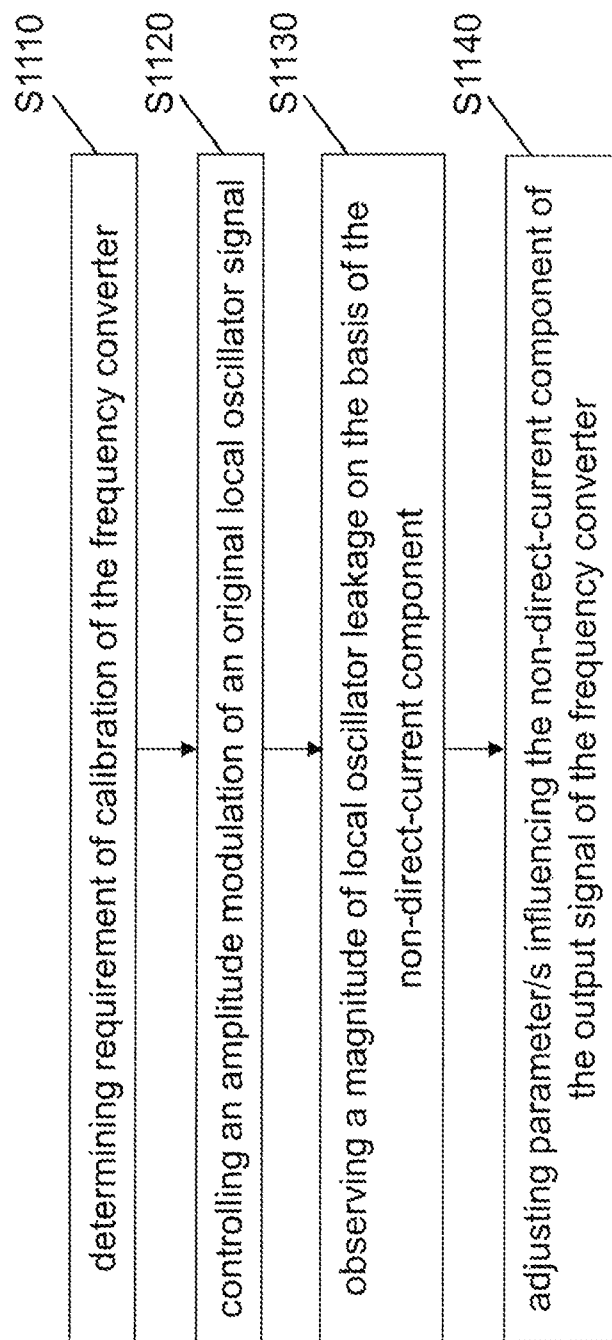 S1110
determining requirement of calibration of the frequency converter
S1120
controlling an amplitude modulation of an original local oscillator signal
S1130
observing a magnitude of local oscillator leakage on the basis of the
non-direct-current component
S1140
adjusting parameter/s influencing the non-direct-current component of
the output signal of the frequency converter